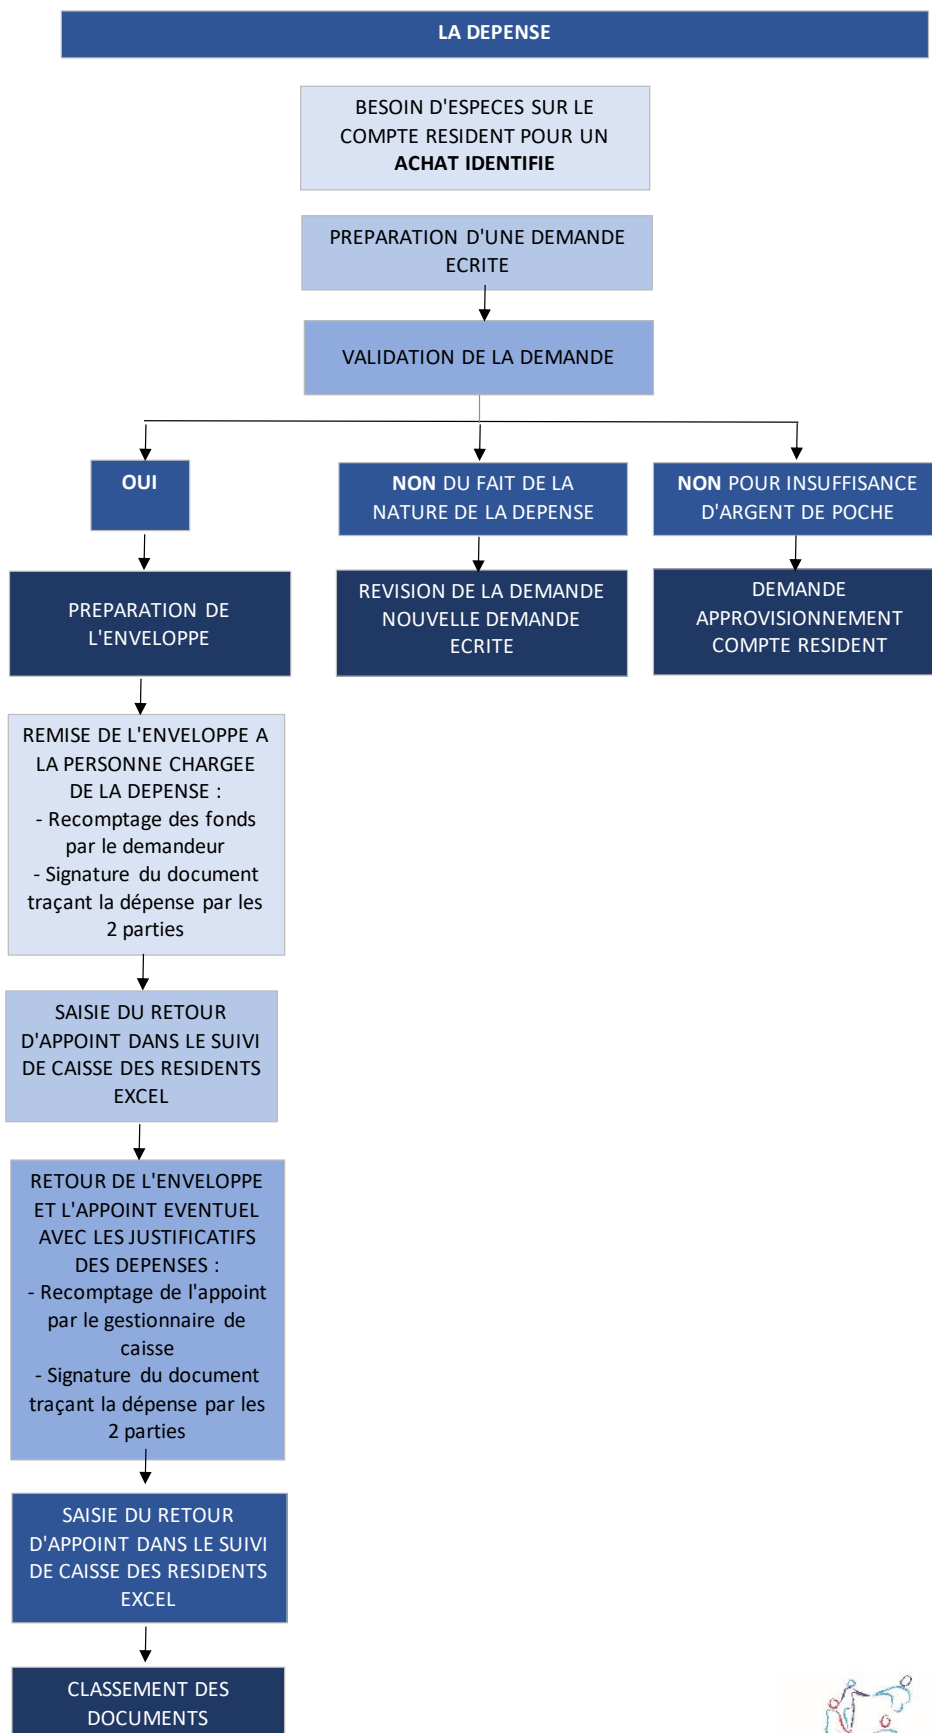 LA DEPENSE
BESOIN D'ESPECES SUR LE
COMPTE RESIDENT POUR UN
ACHAT IDENTIFIE
PREPARATION D'UNE DEMANDE
ECRITE
VALIDATION DE LA DEMANDE
OUI
NON DU FAIT DE LA
NATURE DE LA DEPENSE
NON POUR INSUFFISANCE
D'ARGENT DE POCHE
PREPARATION DE
L'ENVELOPPE
REVISION DE LA DEMANDE
NOUVELLE DEMANDE
ECRITE
DEMANDE
APPROVISIONNEMENT
COMPTE RESIDENT
REMISE DE L'ENVELOPPE A
LA PERSONNE CHARGEE
DE LA DEPENSE :
- Recomptage des fonds
par le demandeur
- Signature du document
traçant la dépense par les
2 parties
SAISIE DU RETOUR
D'APPOINT DANS LE SUIVI
DE CAISSE DES RESIDENTS
EXCEL
RETOUR DE L'ENVELOPPE
ET L'APPOINT EVENTUEL
AVEC LES JUSTIFICATIFS
DES DEPENSES :
- Recomptage de l'appoint
par le gestionnaire de
caisse
- Signature du document
traçant la dépense par les
2 parties
SAISIE DU RETOUR
D'APPOINT DANS LE SUIVI
DE CAISSE DES RESIDENTS
EXCEL
CLASSEMENT DES
DOCUMENTS